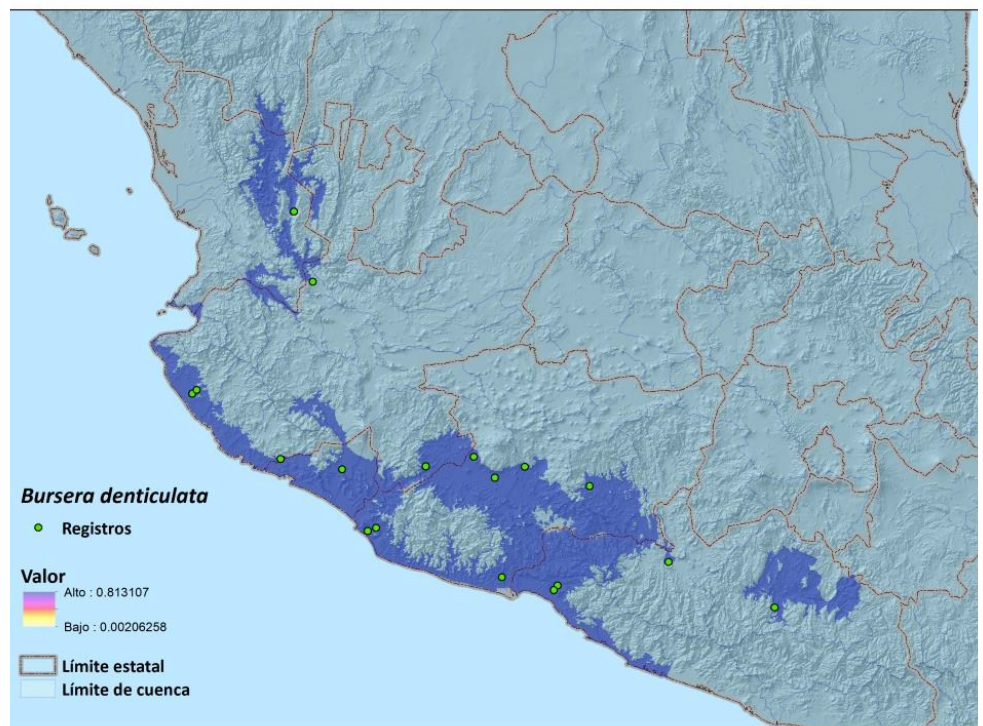 Bursera denticulata
Registros
Valor
Alto : 0.813107
Bajo : 0.00206258
Límite estatal
Límite de cuenca